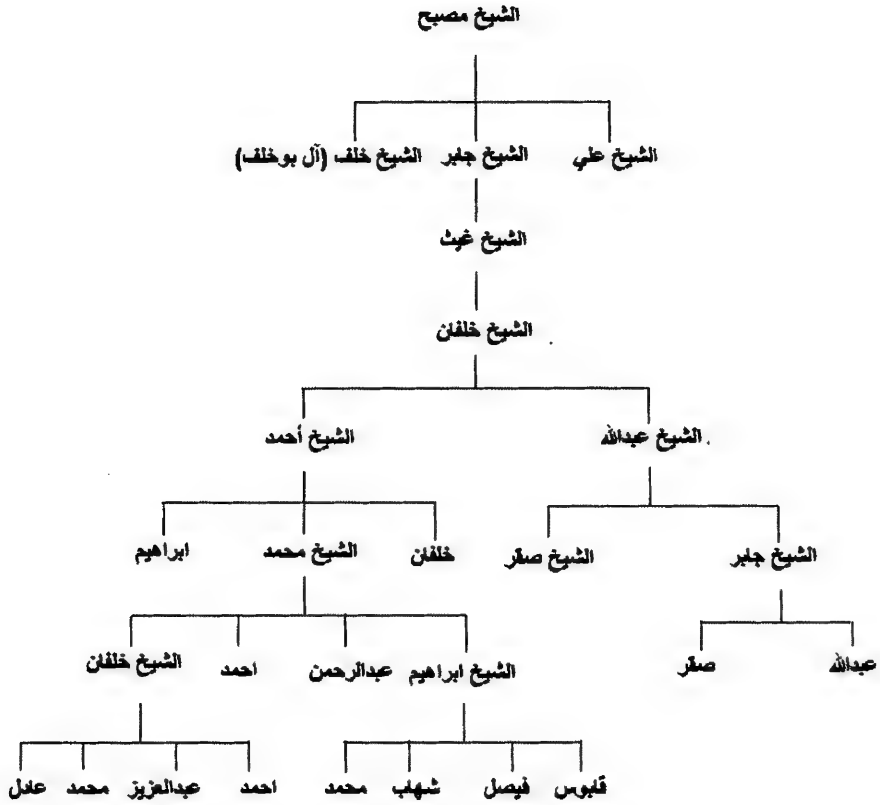 الشيخ مصبح
الشيخ علي الشيخ جابر الشيخ خلف (آل بوخلف)
الشيخ غيث
الشيخ خلفان
الشيخ عبدالله الشيخ أحمد
الشيخ جابر الشيخ صقر خلفان الشيخ محمد ابراهيم
عبدالله صقر الشيخ ابراهيم عبدالرحمن احمد الشيخ خلفان
قابوس فيصل شهاب محمد احمد عبدالعزيز محمد عادل